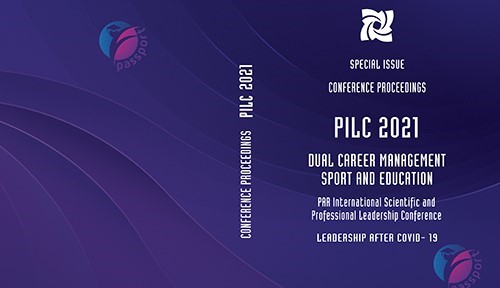 passport
CONFERENCE PROCEEDINGS PILC 2021
SPECIAL ISSUE
CONFERENCE PROCEEDINGS
PILC 2021
DUAL CAREER MANAGEMENT
SPORT AND EDUCATION
PAR International Scientific and
Professional Leadership Conference
LEADERSHIP AFTER COVID- 19
passport